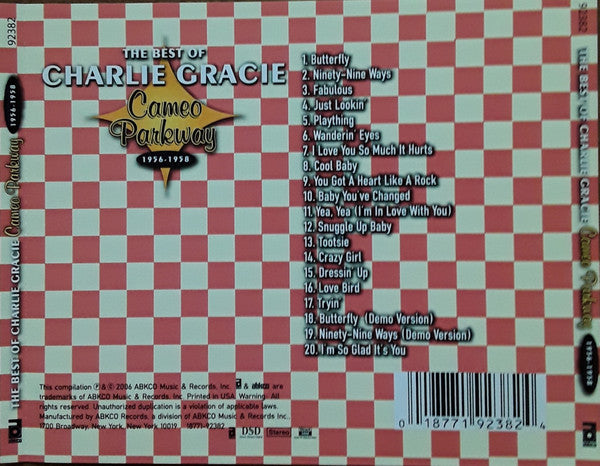 92382
THE BEST OF CHARLIE GRACIE Cameo Parkway 1956-1958
THE BEST OF
CHARLIE GRACIE
Cameo
Parkway
1956-1958
1. Butterfly
2. Ninety-Nine Ways
3. Fabulous
4. Just Lookin'
5. Plaything
6. Wanderin' Eyes
7. I Love You So Much It Hurts
8. Cool Baby
9. You Got A Heart Like A Rock
10. Baby You've Changed
11. Yea, Yea (I'm In Love With You)
12. Snuggle Up Baby
13. Tootsie
14. Crazy Girl
15. Dressin' Up
16. Love Bird
17. Tryin'
18. Butterfly (Demo Version)
19. Ninety-Nine Ways (Demo Version)
20. I'm So Glad It's You
This compilation ℗ & © 2006 ABKCO Music & Records, Inc. & abkco are
trademarks of ABKCO Music & Records, Inc. Printed in USA. Warning: All
rights reserved. Unauthorized duplication is a violation of applicable laws.
Manufactured by ABKCO Records, a division of ABKCO Music & Records Inc.,
1700 Broadway, New York, New York 10019 18771-92382
DSD Stereo
0 18771 92382 4
92382
THE BEST OF CHARLIE GRACIE Cameo Parkway 1956-1958